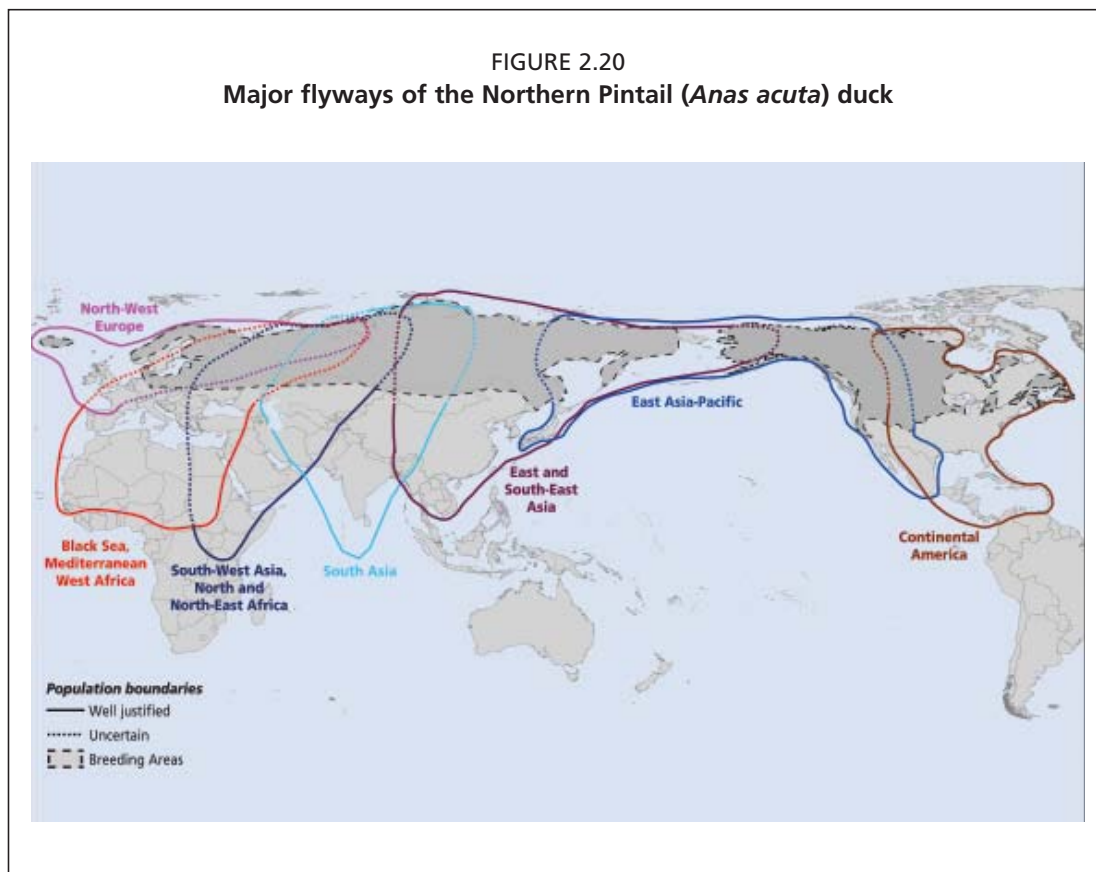 FIGURE 2.20
Major flyways of the Northern Pintail (Anas acuta) duck
North-West
Europe
East Asia-Pacific
East and
South-East
Asia
Continental
America
Black Sea,
Mediterranean
West Africa
South-West Asia,
North and
North-East Africa
South Asia
Population boundaries
Well justified
Uncertain
Breeding Areas